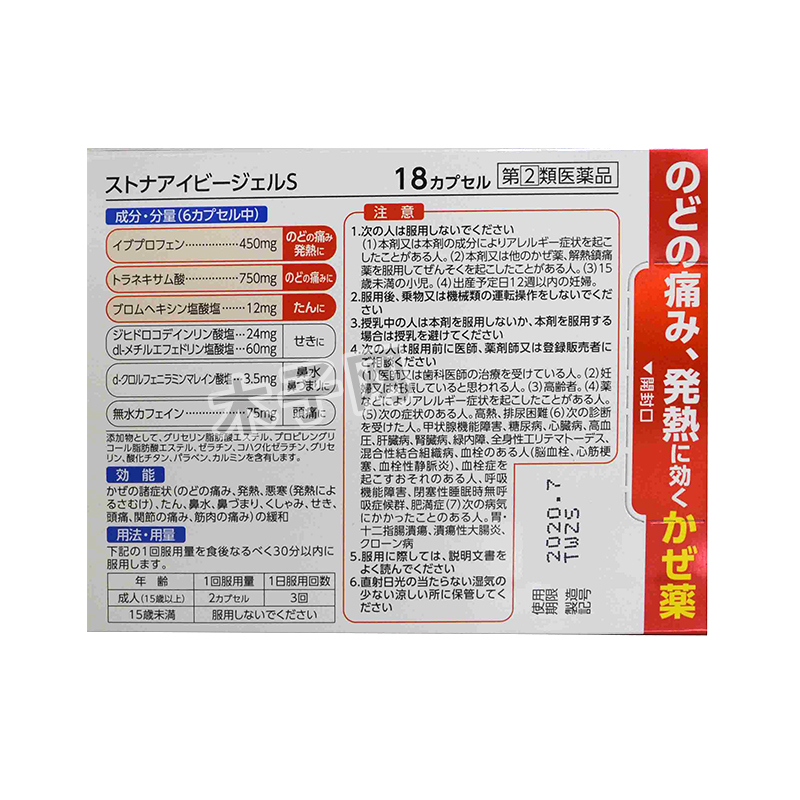 ストナアイビージェルS
18カプセル 指②類医薬品
成分・分量(6カプセル中)
イブプロフェン………………450mg のどの痛み
発熱に
トラネキサム酸………………750mg のどの痛みに
ブロムヘキシン塩酸塩………12mg たんに
ジヒドロコデインリン酸塩…24mg
dl-メチルエフェドリン塩酸塩…60mg せきに
d-クロルフェニラミンマレイン酸塩…3.5mg 鼻水
鼻づまりに
無水カフェイン………………75mg 頭痛に
添加物として、グリセリン脂肪酸エステル、プロピレングリ
コール脂肪酸エステル、ゼラチン、コハク化ゼラチン、グリセ
リン、酸化チタン、パラベン、カルミンを含有します。
効能
かぜの諸症状(のどの痛み、発熱、悪寒(発熱によ
るさむけ)、たん、鼻水、鼻づまり、くしゃみ、せき、
頭痛、関節の痛み、筋肉の痛み)の緩和
用法・用量
下記の1回服用量を食後なるべく30分以内に
服用します。
年齢 1回服用量 1日服用回数
成人(15歳以上) 2カプセル 3回
15歳未満 服用しないでください
注意
1.次の人は服用しないでください
(1)本剤又は本剤の成分によりアレルギー症状を起こ
したことがある人。(2)本剤又は他のかぜ薬、解熱鎮痛
薬を服用してぜんそくを起こしたことがある人。(3)15
歳未満の小児。(4)出産予定日12週以内の妊婦。
2.服用後、乗物又は機械類の運転操作をしないでくだ
さい
3.授乳中の人は本剤を服用しないか、本剤を服用する
場合は授乳を避けてください
4.次の人は服用前に医師、薬剤師又は登録販売者に
ご相談ください
(1)医師又は歯科医師の治療を受けている人。(2)妊
婦又は妊娠していると思われる人。(3)高齢者。(4)薬
などによりアレルギー症状を起こしたことがある人。
(5)次の症状のある人。高熱、排尿困難(6)次の診断
を受けた人。甲状腺機能障害、糖尿病、心臓病、高血
圧、肝臓病、腎臓病、緑内障、全身性エリテマトーデス、
混合性結合組織病、血栓のある人(脳血栓、心筋梗
塞、血栓性静脈炎)、血栓症を
起こすおそれのある人、呼吸
機能障害、閉塞性睡眠時無呼
吸症候群、肥満症(7)次の病気
にかかったことのある人。胃・
十二指腸潰瘍、潰瘍性大腸炎、
クローン病
5.服用に際しては、説明文書を
よく読んでください
6.直射日光の当たらない湿気の
少ない涼しい所に保管してく
ださい
2020.7
TWZS
使用
期限
製造
記号
のどの痛み、発熱に効くかぜ薬
▼開封口